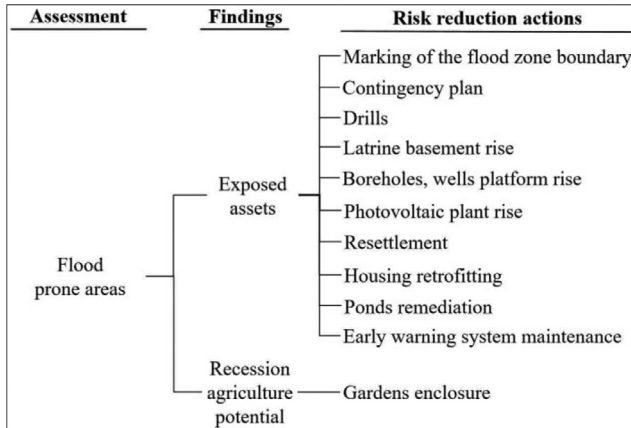 Assessment
Findings
Risk reduction actions
Marking of the flood zone boundary
Contingency plan
Drills
Latrine basement rise
Boreholes, wells platform rise
Photovoltaic plant rise
Resettlement
Housing retrofitting
Ponds remediation
Early warning system maintenance
Exposed
assets
Flood
prone areas
Recession
agriculture
potential
Gardens enclosure